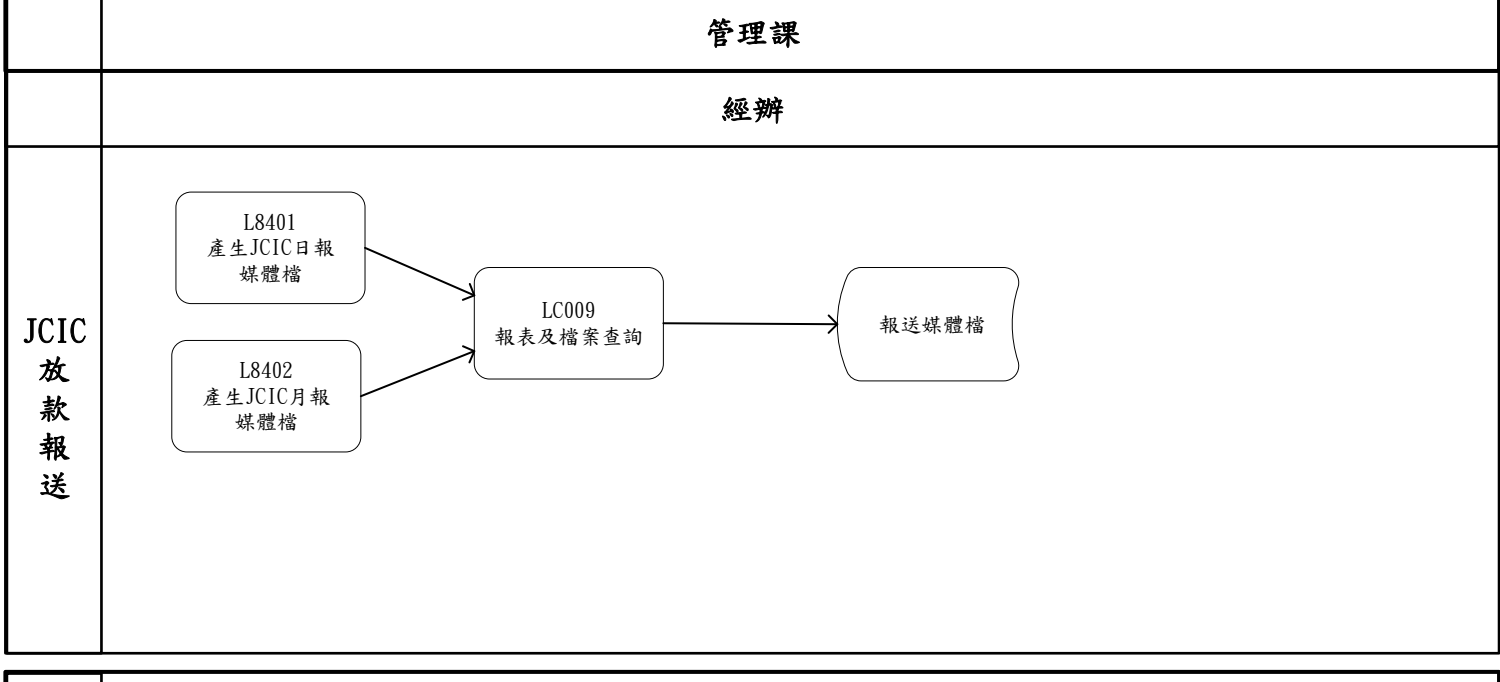 管理課
經辦
JCIC
放
款
報
送
L8401
產生JCIC日報
媒體檔
L8402
產生JCIC月報
媒體檔
LC009
報表及檔案查詢
報送媒體檔